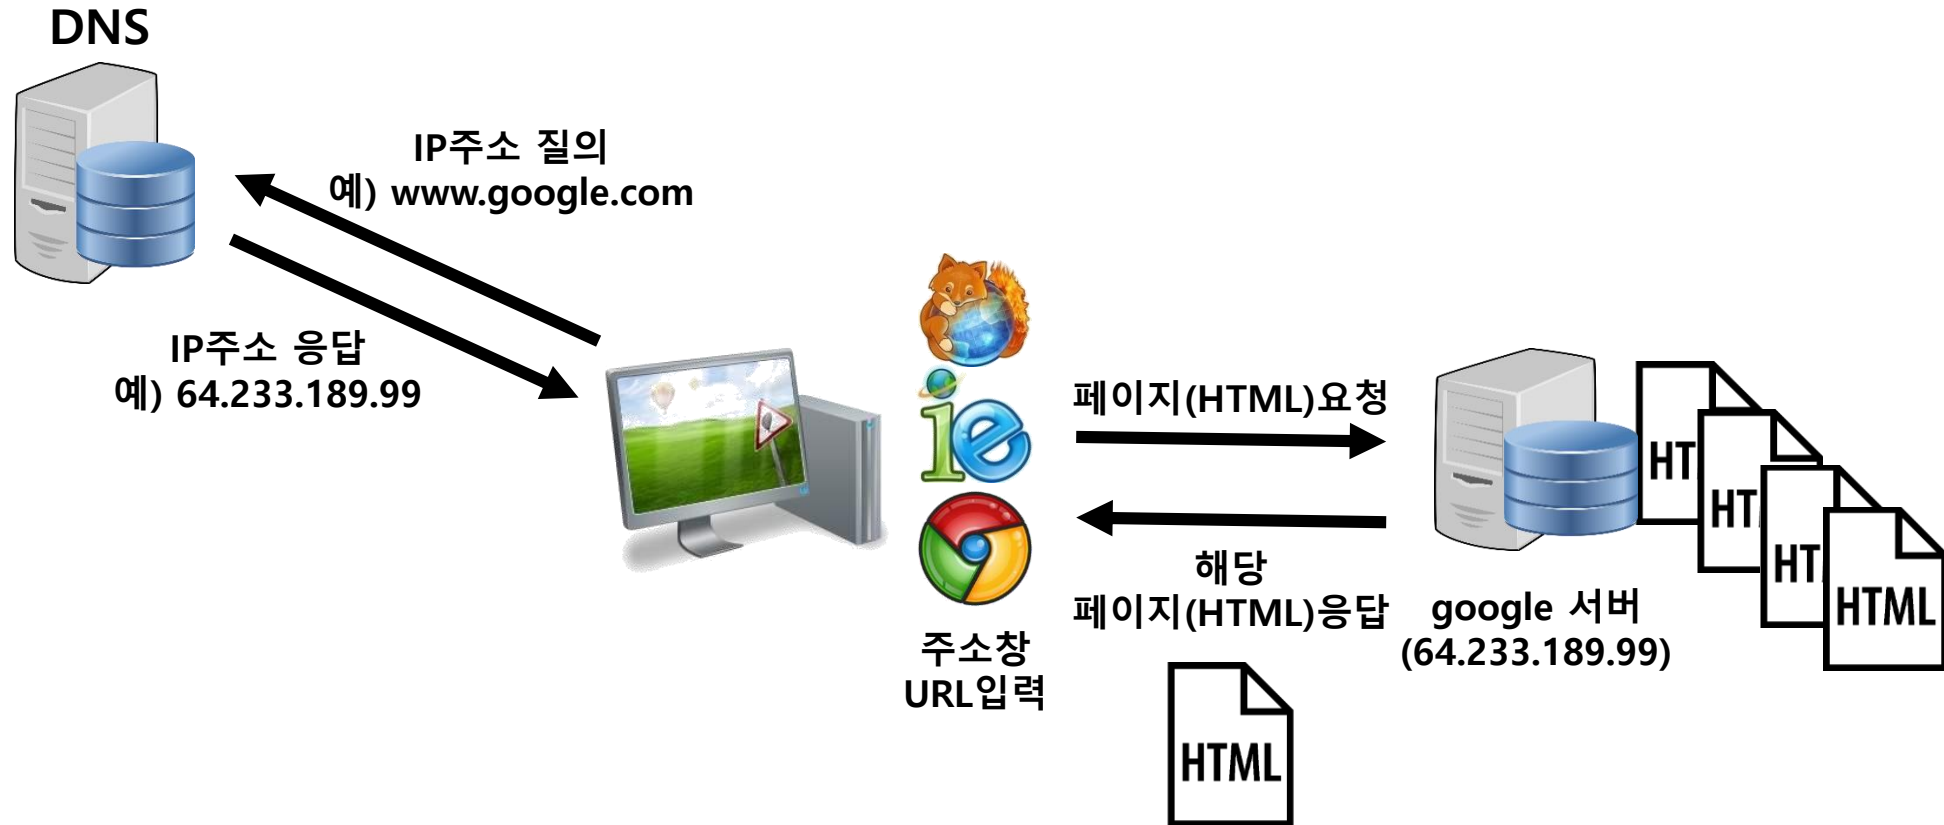 DNS
IP주소 질의
예) www.google.com
IP주소 응답
예) 64.233.189.99
주소창
URL입력
페이지(HTML)요청
해당
페이지(HTML)응답
HTML
google 서버
(64.233.189.99)
HT
HT
HT
HTML